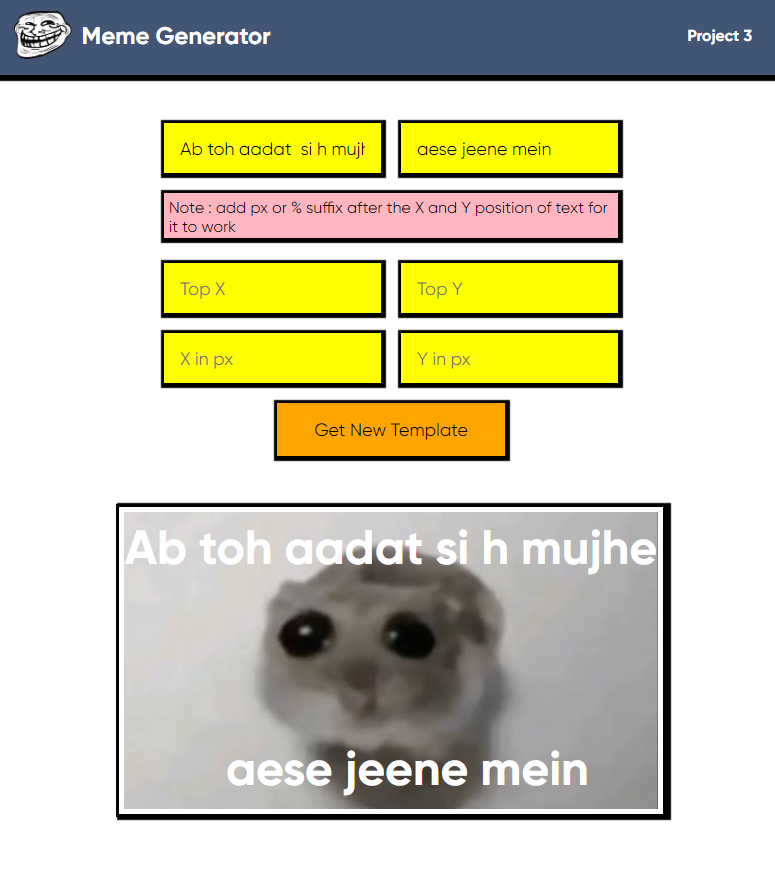 Meme Generator
Project 3
Ab toh aadat  si h mujh
aese jeene mein
Note : add px or % suffix after the X and Y position of text for
it to work
Top X
Top Y
X in px
Y in px
Get New Template
Ab toh aadat si h mujhe
aese jeene mein